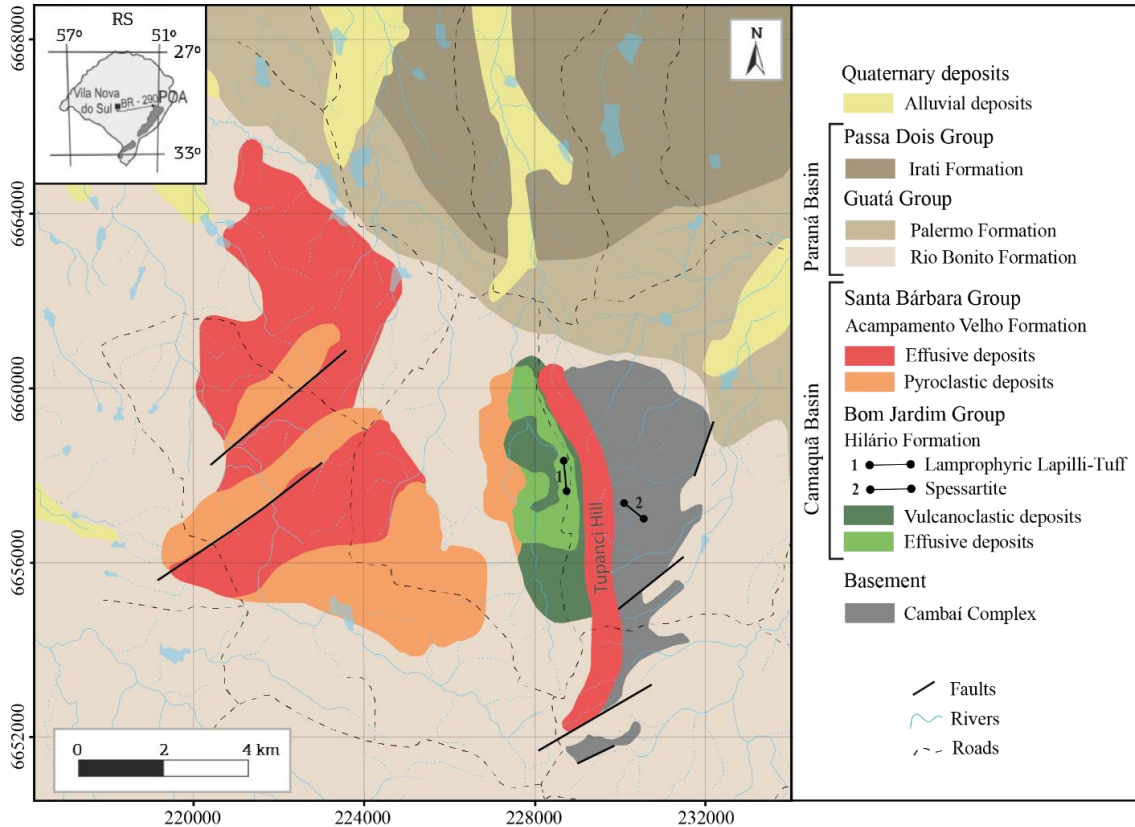 RS
57º
51º
27º
Vila Nova
do Sul
BR - 290
POA
33º
N
6668000
6664000
6660000
6656000
6652000
220000
224000
228000
232000
1
2
Tupanci Hill
0
2
4 km
Quaternary deposits
Alluvial deposits
Paraná Basin
Passa Dois Group
Irati Formation
Guatá Group
Palermo Formation
Rio Bonito Formation
Camaquã Basin
Santa Bárbara Group
Acampamento Velho Formation
Effusive deposits
Pyroclastic deposits
Bom Jardim Group
Hilário Formation
1 Lamprophyric Lapilli-Tuff
2 Spessartite
Vulcanoclastic deposits
Effusive deposits
Basement
Cambaí Complex
Faults
Rivers
Roads